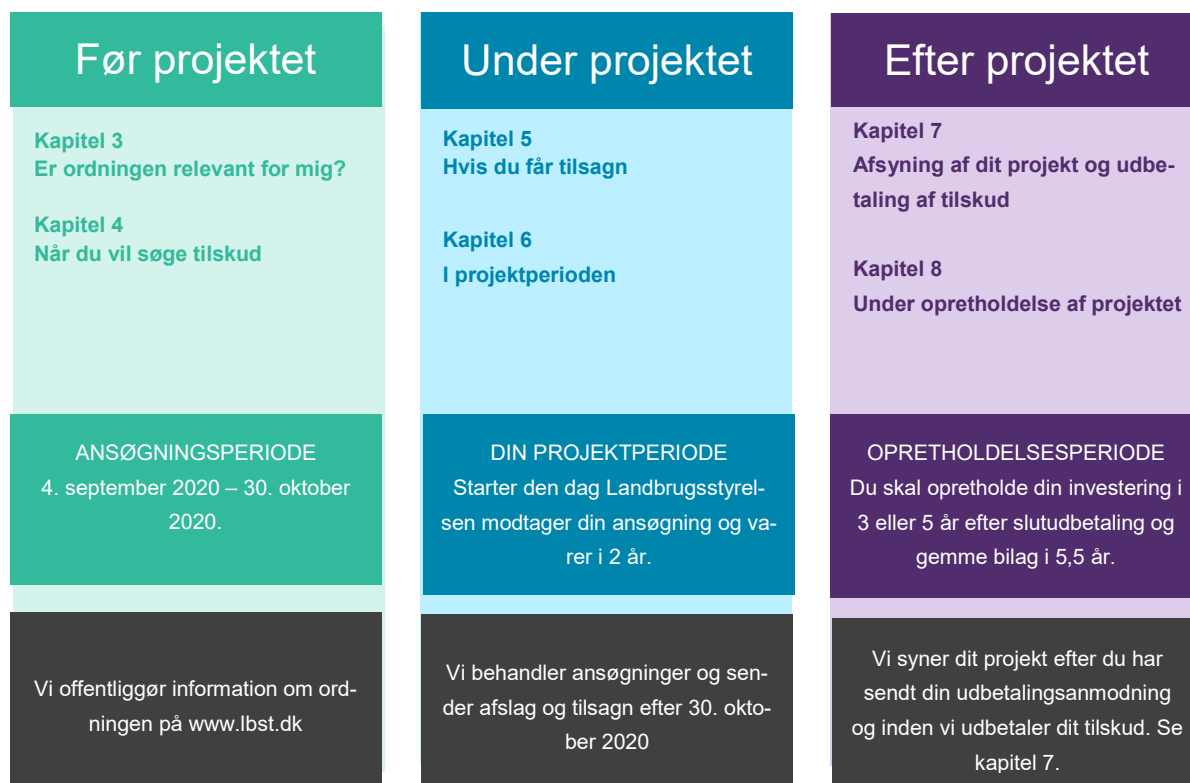 Før projektet
Kapitel 3
Er ordningen relevant for mig?
Kapitel 4
Når du vil søge tilskud
ANSØGNINGSPERIODE
4. september 2020 – 30. oktober
2020.
Vi offentliggør information om ord-
ningen på www.lbst.dk
Under projektet
Kapitel 5
Hvis du får tilsagn
Kapitel 6
I projektperioden
DIN PROJEKTPERIODE
Starter den dag Landbrugsstyrel-
sen modtager din ansøgning og va-
rer i 2 år.
Vi behandler ansøgninger og sen-
der afslag og tilsagn efter 30. okto-
ber 2020
Efter projektet
Kapitel 7
Afsyning af dit projekt og udbe-
taling af tilskud
Kapitel 8
Under opretholdelse af projektet
OPRETHOLDELSESPERIODE
Du skal opretholde din investering i
3 eller 5 år efter slutudbetaling og
gemme bilag i 5,5 år.
Vi syner dit projekt efter du har
sendt din udbetalingsanmodning
og inden vi udbetaler dit tilskud. Se
kapitel 7.